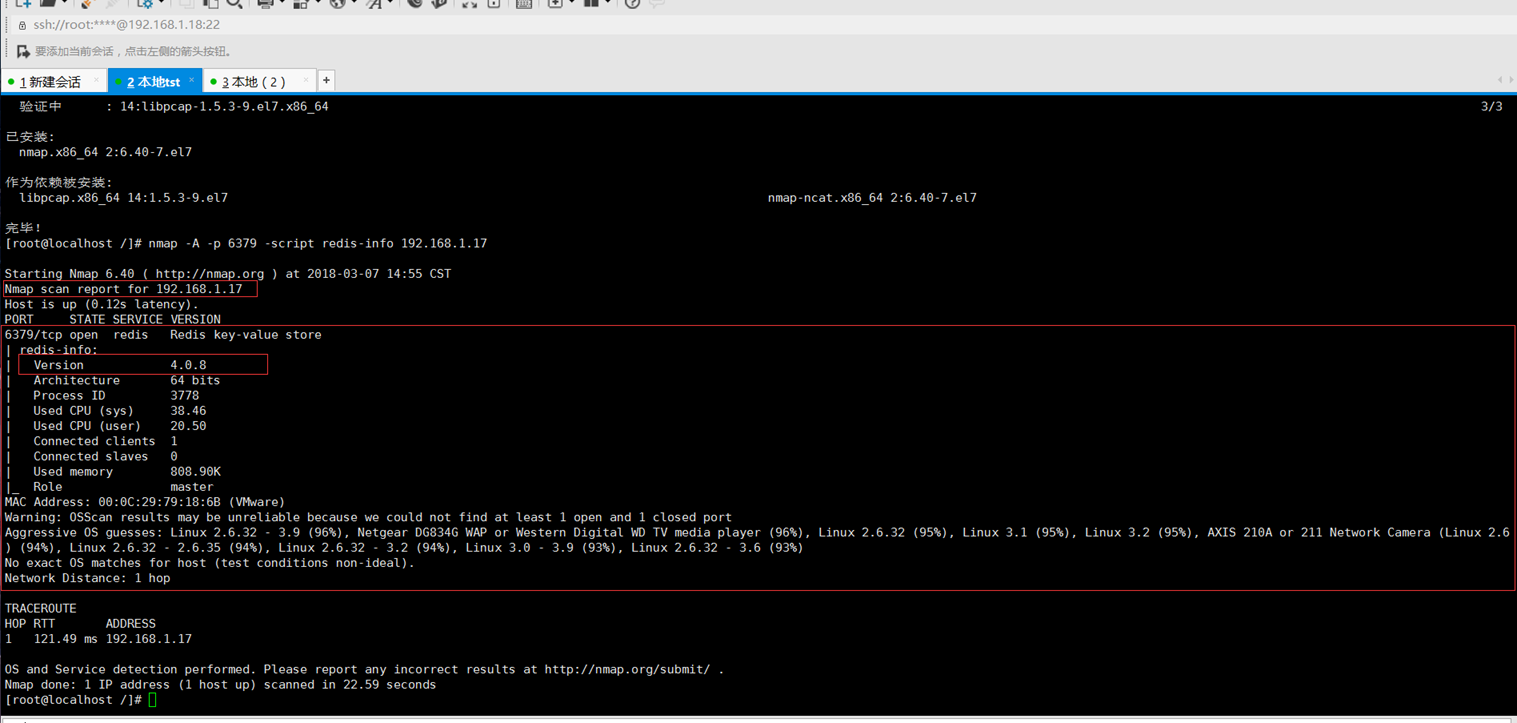 ssh://root:****@192.168.1.18:22
要添加当前会话，点击左侧的箭头按钮。
1 新建会话 × 2 本地tst × 3 本地 ( 2 ) × +
验证中 : 14:libpcap-1.5.3-9.el7.x86_64 3/3
已安装:
nmap.x86_64 2:6.40-7.el7
作为依赖被安装:
libpcap.x86_64 14:1.5.3-9.el7 nmap-ncat.x86_64 2:6.40-7.el7
完毕！
[root@localhost /]# nmap -A -p 6379 -script redis-info 192.168.1.17
Starting Nmap 6.40 ( http://nmap.org ) at 2018-03-07 14:55 CST
Nmap scan report for 192.168.1.17
Host is up (0.12s latency).
PORT STATE SERVICE VERSION
6379/tcp open redis Redis key-value store
| redis-info:
| Version 4.0.8
| Architecture 64 bits
| Process ID 3778
| Used CPU (sys) 38.46
| Used CPU (user) 20.50
| Connected clients 1
| Connected slaves 0
| Used memory 808.90K
|_ Role master
MAC Address: 00:0C:29:79:18:6B (VMware)
Warning: OSScan results may be unreliable because we could not find at least 1 open and 1 closed port
Aggressive OS guesses: Linux 2.6.32 - 3.9 (96%), Netgear DG834G WAP or Western Digital WD TV media player (96%), Linux 2.6.32 (95%), Linux 3.1 (95%), Linux 3.2 (95%), AXIS 210A or 211 Network Camera (Linux 2.6
) (94%), Linux 2.6.32 - 2.6.35 (94%), Linux 2.6.32 - 3.2 (94%), Linux 3.0 - 3.9 (93%), Linux 2.6.32 - 3.6 (93%)
No exact OS matches for host (test conditions non-ideal).
Network Distance: 1 hop
TRACEROUTE
HOP RTT ADDRESS
1 121.49 ms 192.168.1.17
OS and Service detection performed. Please report any incorrect results at http://nmap.org/submit/ .
Nmap done: 1 IP address (1 host up) scanned in 22.59 seconds
[root@localhost /]#